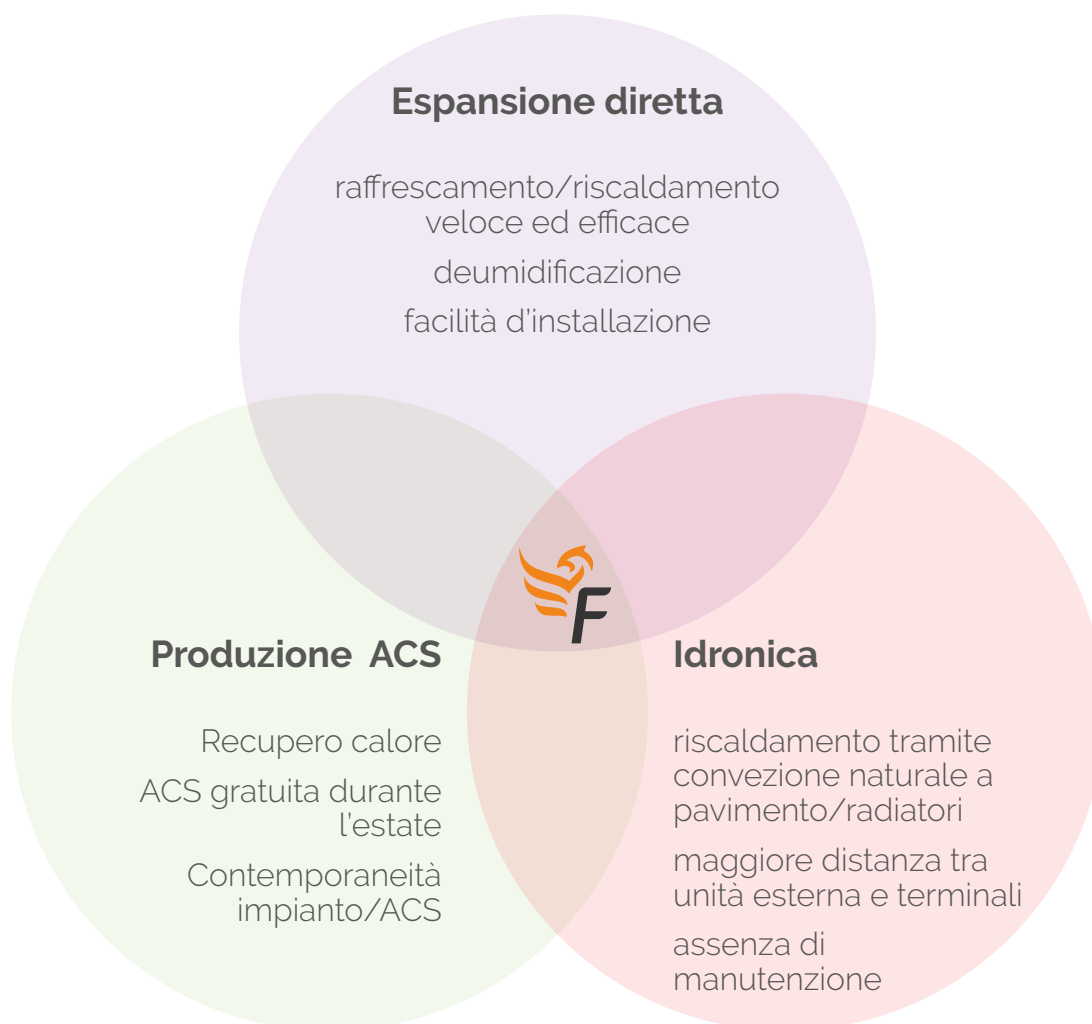 Espansione diretta
raffrescamento/riscaldamento
veloce ed efficace
deumidificazione
facilità d'installazione
F
Produzione ACS
Recupero calore
ACS gratuita durante
l'estate
Contemporaneità
impianto/ACS
Idronica
riscaldamento tramite
convezione naturale a
pavimento/radiatori
maggiore distanza tra
unità esterna e terminali
assenza di
manutenzione